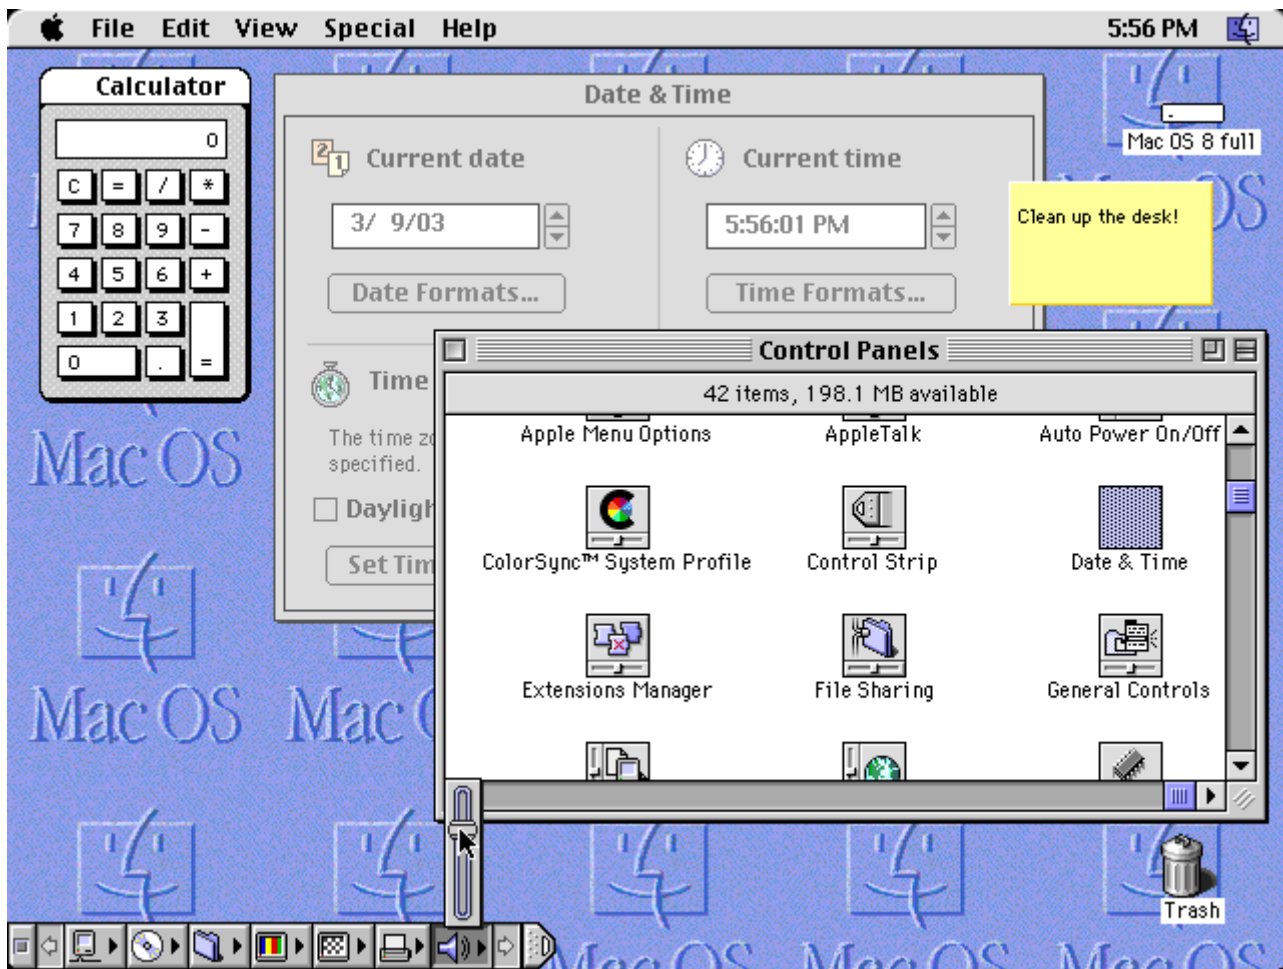 File Edit View Special Help
5:56 PM
Calculator
0
C = / *
7 8 9 -
4 5 6 +
1 2 3
0 . =
Date & Time
2 1 Current date
Current time
3/ 9/03
5:56:01 PM
Date Formats...
Time Formats...
Time
The time zo
specified.
Dayligh
Set Tim
Mac OS 8 full
Clean up the desk!
Control Panels
42 items, 198.1 MB available
Apple Menu Options
AppleTalk
Auto Power On/Off
ColorSync™ System Profile
Control Strip
Date & Time
Extensions Manager
File Sharing
General Controls
Trash
Mac OS
OS
Mac OS
Mac
Mac OS
Mac OS
Mac OS